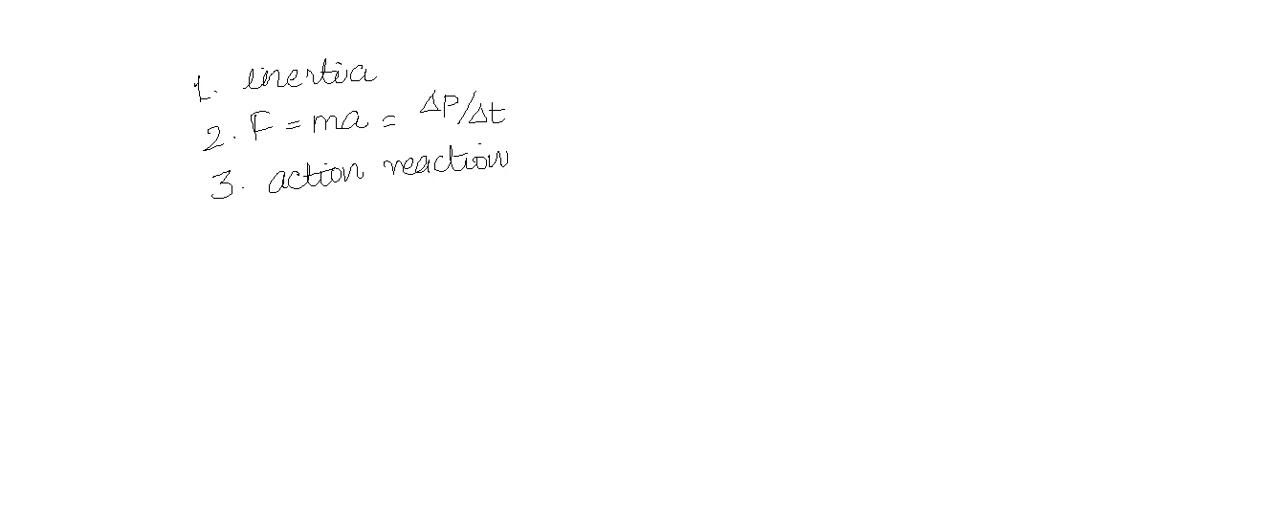 1. inertia
2. F = ma = ΔP/Δt
3. action reaction